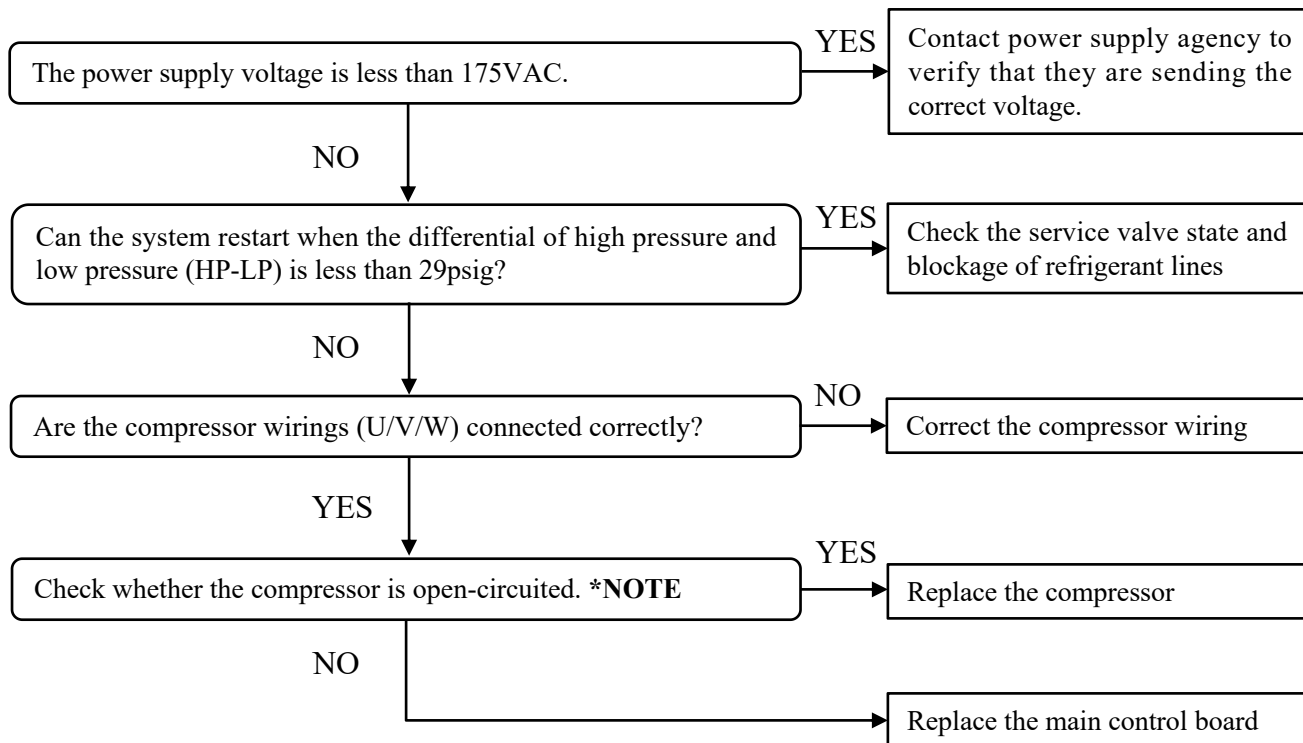 The power supply voltage is less than 175VAC.
YES
Contact power supply agency to
verify that they are sending the
correct voltage.
NO
Can the system restart when the differential of high pressure and
low pressure (HP-LP) is less than 29psig?
YES
Check the service valve state and
blockage of refrigerant lines
NO
Are the compressor wirings (U/V/W) connected correctly?
NO
Correct the compressor wiring
YES
Check whether the compressor is open-circuited. *NOTE
YES
Replace the compressor
NO
Replace the main control board